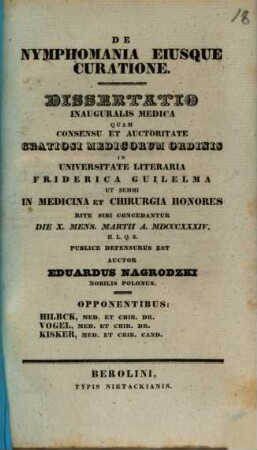 18
DE
NYMPHOMANIA EIUSQUE
CURATIONE.
DISSERTATIO
INAUGURALIS MEDICA
QUAM
CONSENSU ET AUCTORITATE
GRATIOSI MEDICORUM ORDINIS
IN
UNIVERSITATE LITERARIA
FRIDERICA GUILELMA
UT SUMMI
IN MEDICINA ET CHIRURGIA HONORES
RITE SIBI CONCEDANTUR
DIE X. MENS. MARTII A. MDCCCXXXIV.
H. L. Q. S.
PUBLICE DEFENSURUS EST
AUCTOR
EDUARDUS NAGRODZKI
NOBILIS POLONUS.
OPPONENTIBUS:
HILBCK, MED. ET CHIR. DR.
VOGEL, MED. ET CHIR. DR.
KISKER, MED. ET CHIR. CAND.
BEROLINI,
TYPIS NIETACKIANIS.